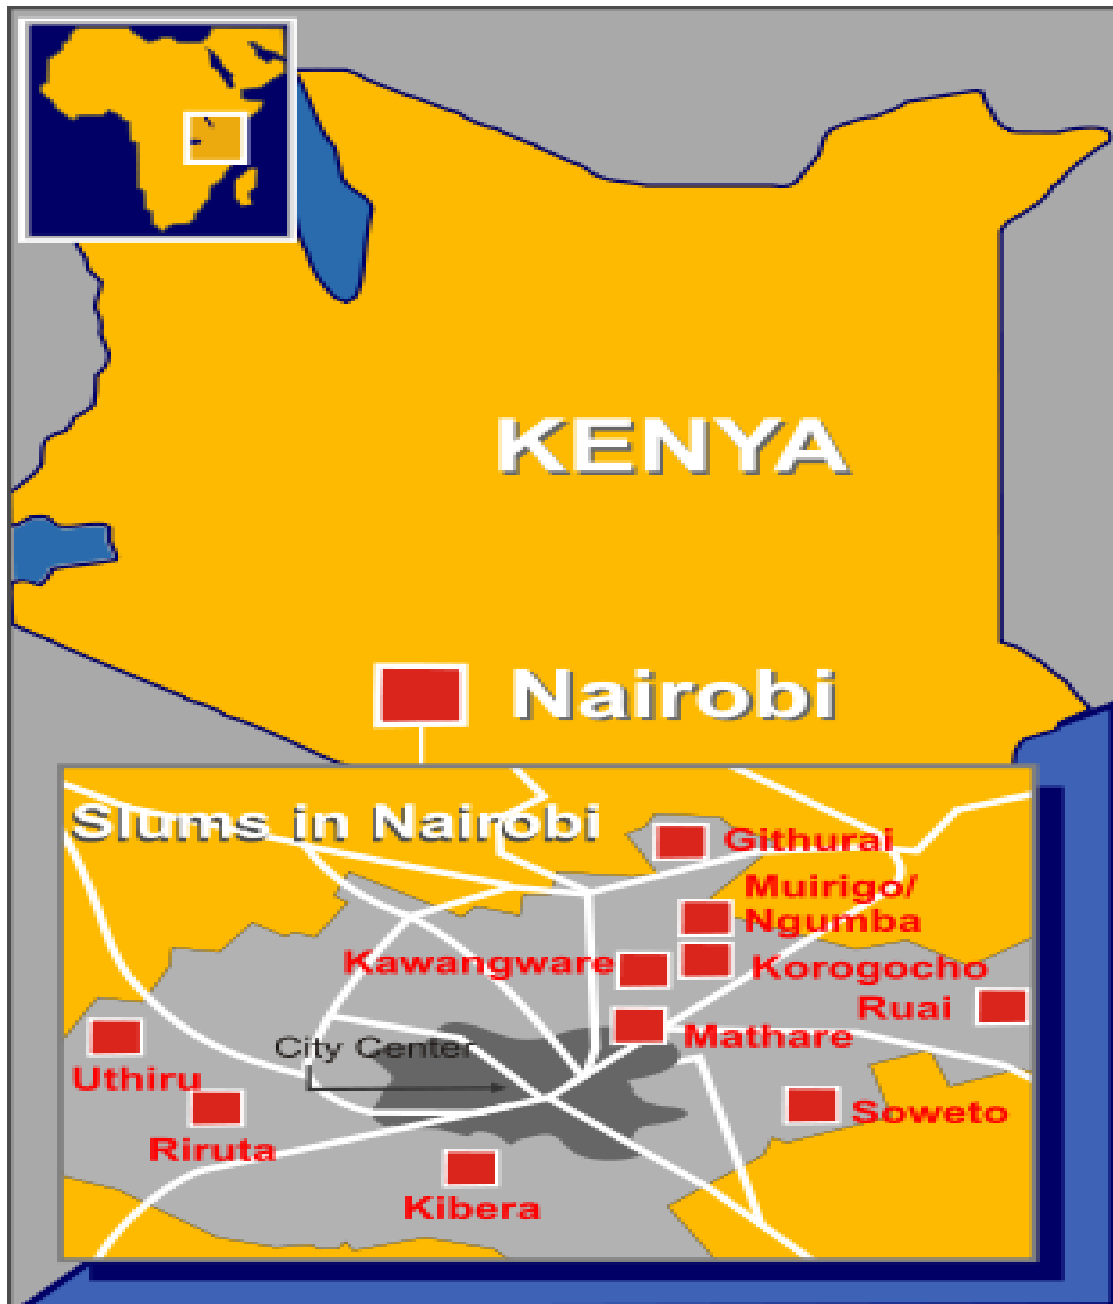 KENYA
Nairobi
Slums in Nairobi
Githurai
Muirigo/
Ngumba
Kawangware
Korogocho
Ruai
Mathare
City Center
Uthiru
Soweto
Riruta
Kibera